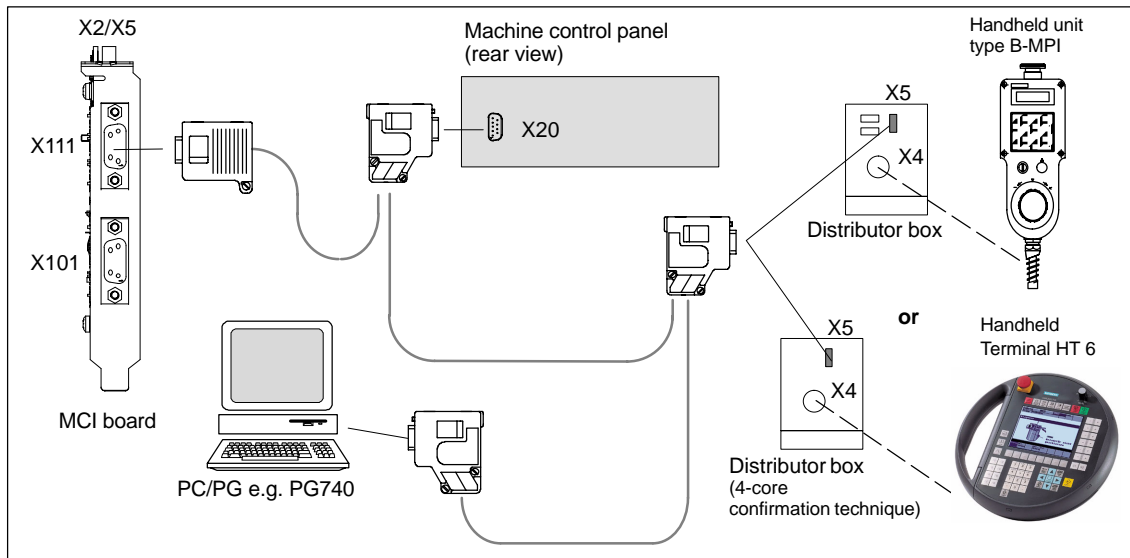 X2/X5
Machine control panel
(rear view)
Handheld unit
type B-MPI
X5
X111
X20
X4
X101
Distributor box
or
X5
Handheld
Terminal HT 6
X4
MCI board
PC/PG e.g. PG740
Distributor box
(4-core
confirmation technique)